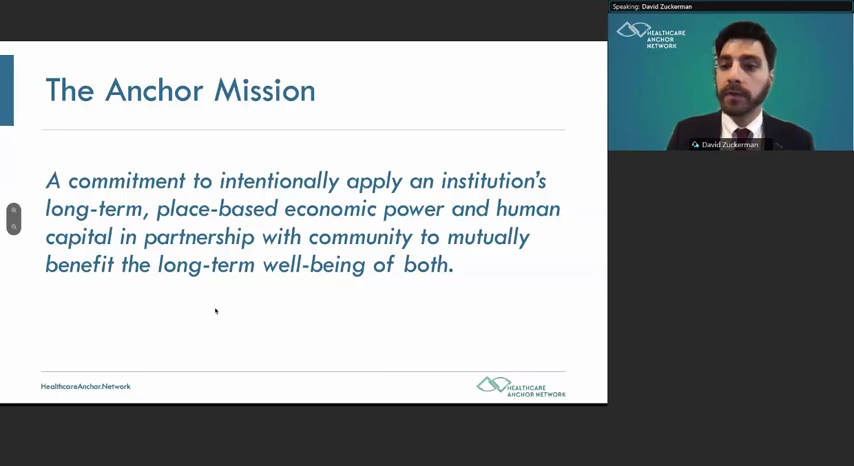 Speaking: David Zuckerman
HEALTHCARE
ANCHOR
NETWORK
David Zuckerman
The Anchor Mission
A commitment to intentionally apply an institution's
long-term, place-based economic power and human
capital in partnership with community to mutually
benefit the long-term well-being of both.
HealthcareAnchor.Network
HEALTHCARE
ANCHOR NETWORK